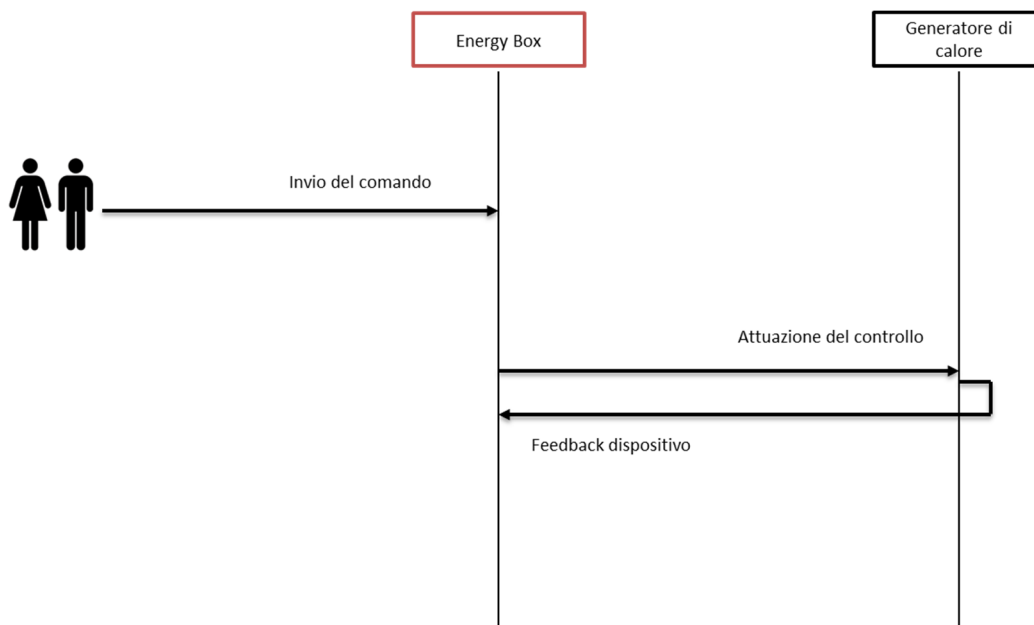 Energy Box
Generatore di
calore
Invio del comando
Attuazione del controllo
Feedback dispositivo